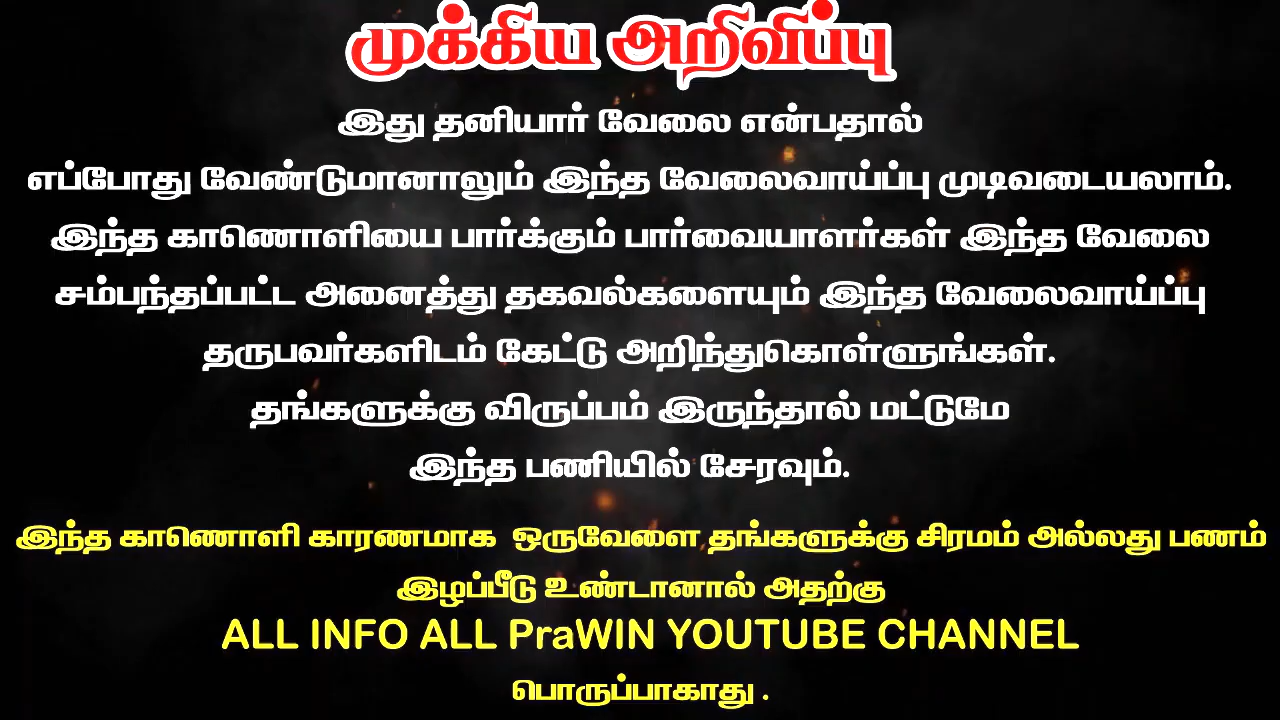 முக்கிய அறிவிப்பு
இது தனியார் வேலை என்பதால்
எப்போது வேண்டுமானாலும் இந்த வேலைவாய்ப்பு முடிவடையலாம்.
இந்த காணொளியை பார்க்கும் பார்வையாளர்கள் இந்த வேலை
சம்பந்தப்பட்ட அனைத்து தகவல்களையும் இந்த வேலைவாய்ப்பு
தருபவர்களிடம் கேட்டு அறிந்துகொள்ளுங்கள்.
தங்களுக்கு விருப்பம் இருந்தால் மட்டுமே
இந்த பணியில் சேரவும்.
இந்த காணொளி காரணமாக ஒருவேளை தங்களுக்கு சிரமம் அல்லது பணம்
இழப்பீடு உண்டானால் அதற்கு
ALL INFO ALL PraWIN YOUTUBE CHANNEL
பொருப்பாகாது .